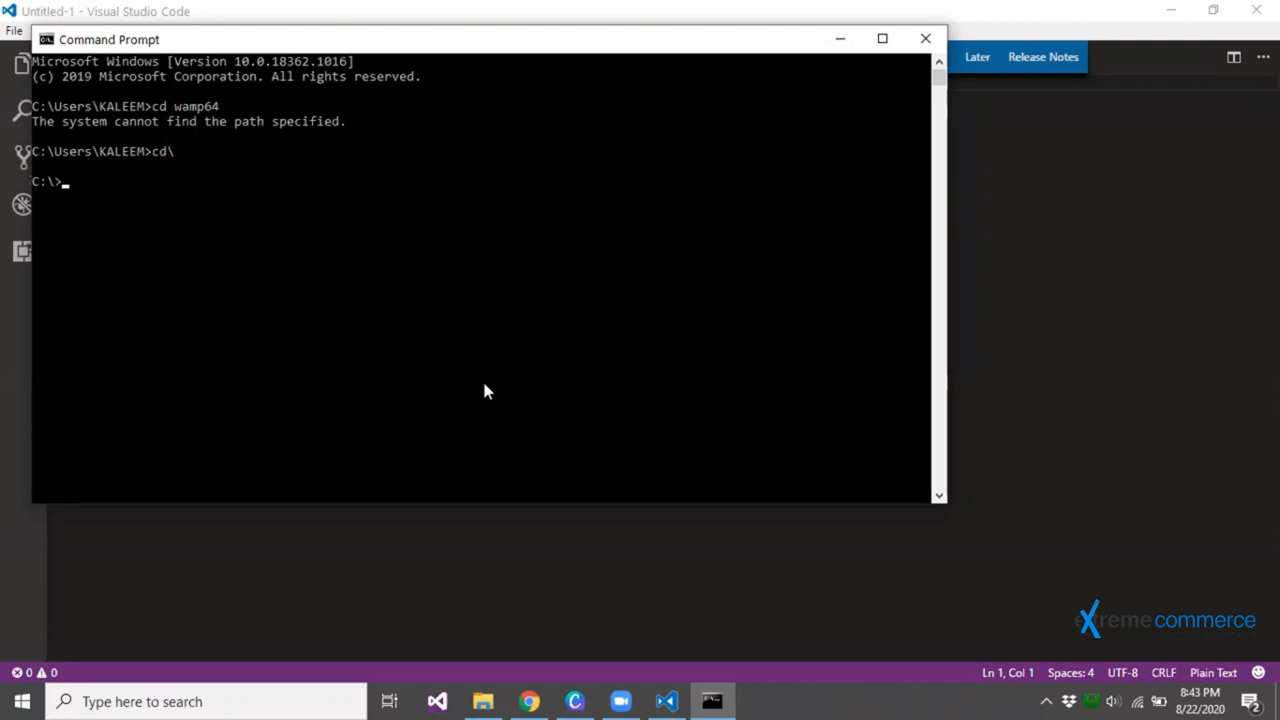 Untitled-1 - Visual Studio Code
File
Command Prompt
Later
Release Notes
Microsoft Windows [Version 10.0.18362.1016]
(c) 2019 Microsoft Corporation. All rights reserved.
C:\Users\KALEEM>cd wamp64
The system cannot find the path specified.
C:\Users\KALEEM>cd\
C:\>
extreme commerce
0 0
Ln 1, Col 1
Spaces: 4
UTF-8
CRLF
Plain Text
Type here to search
8:43 PM
8/22/2020
2